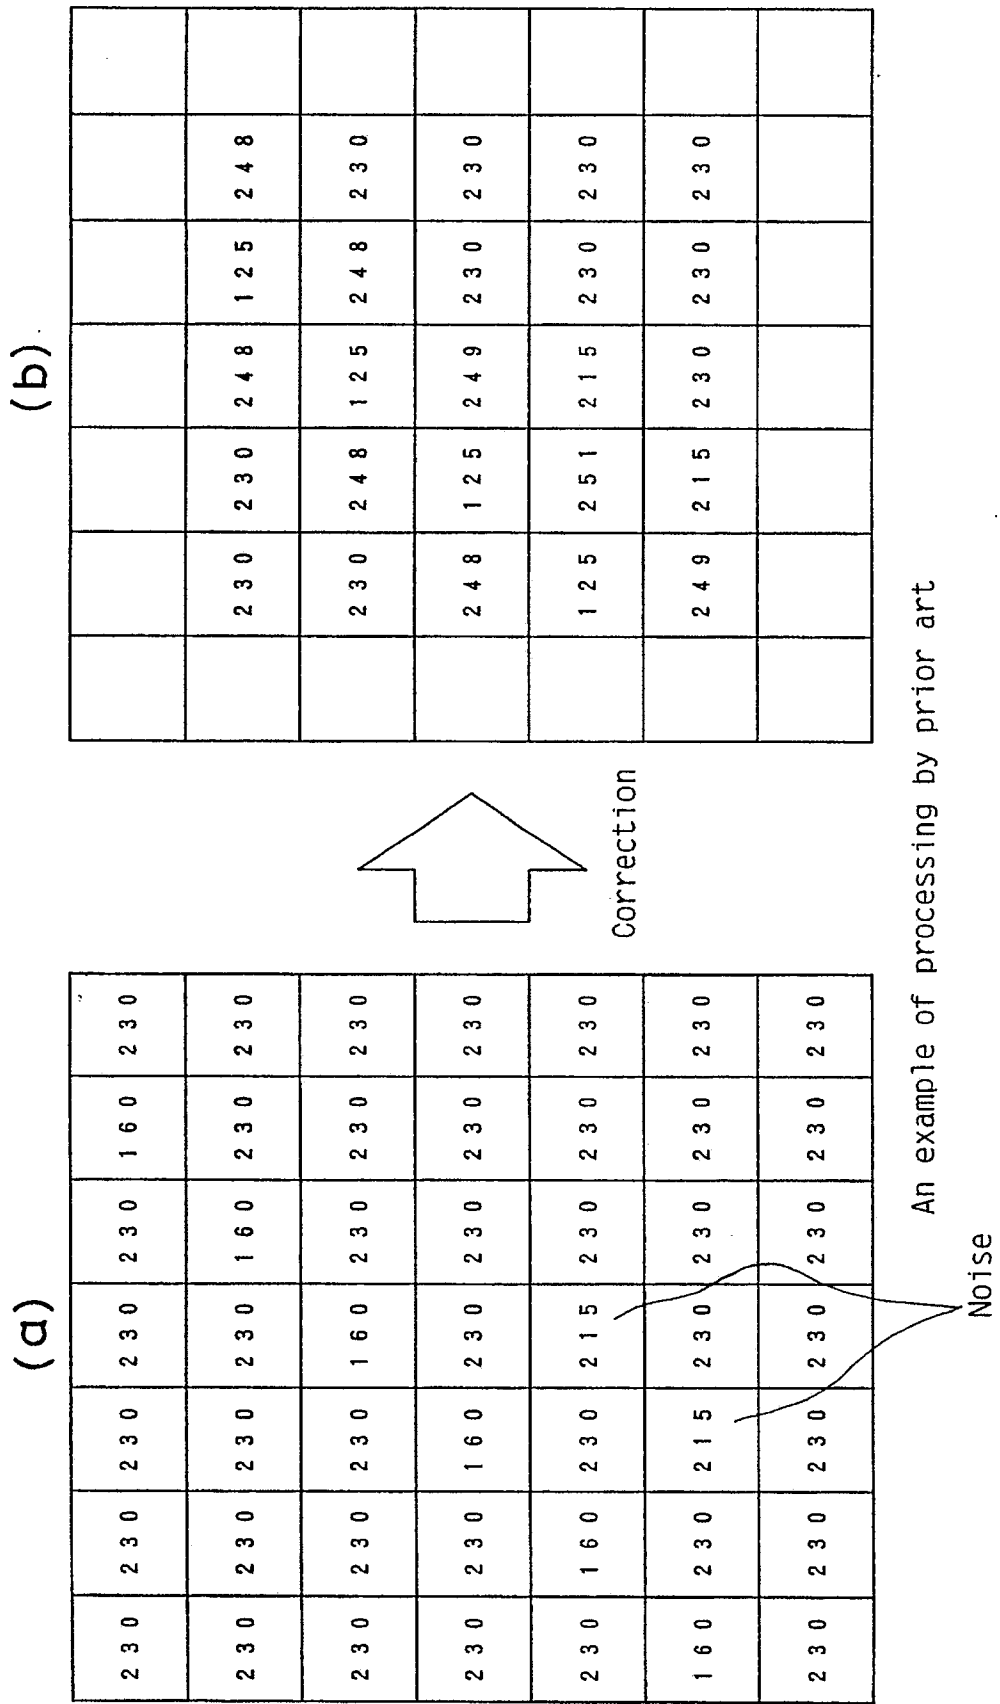 (a)
230 230 230 230 230 160 230
230 230 230 230 160 230 230
230 230 230 160 230 230 230
230 230 160 230 230 230 230
230 160 230 215 230 230 230
160 230 215 230 230 230 230
230 230 230 230 230 230 230
Noise
Correction
(b)
230 230 248 125 248
230 248 125 248 230
248 125 249 230 230
125 251 215 230 230
249 215 230 230 230
An example of processing by prior art